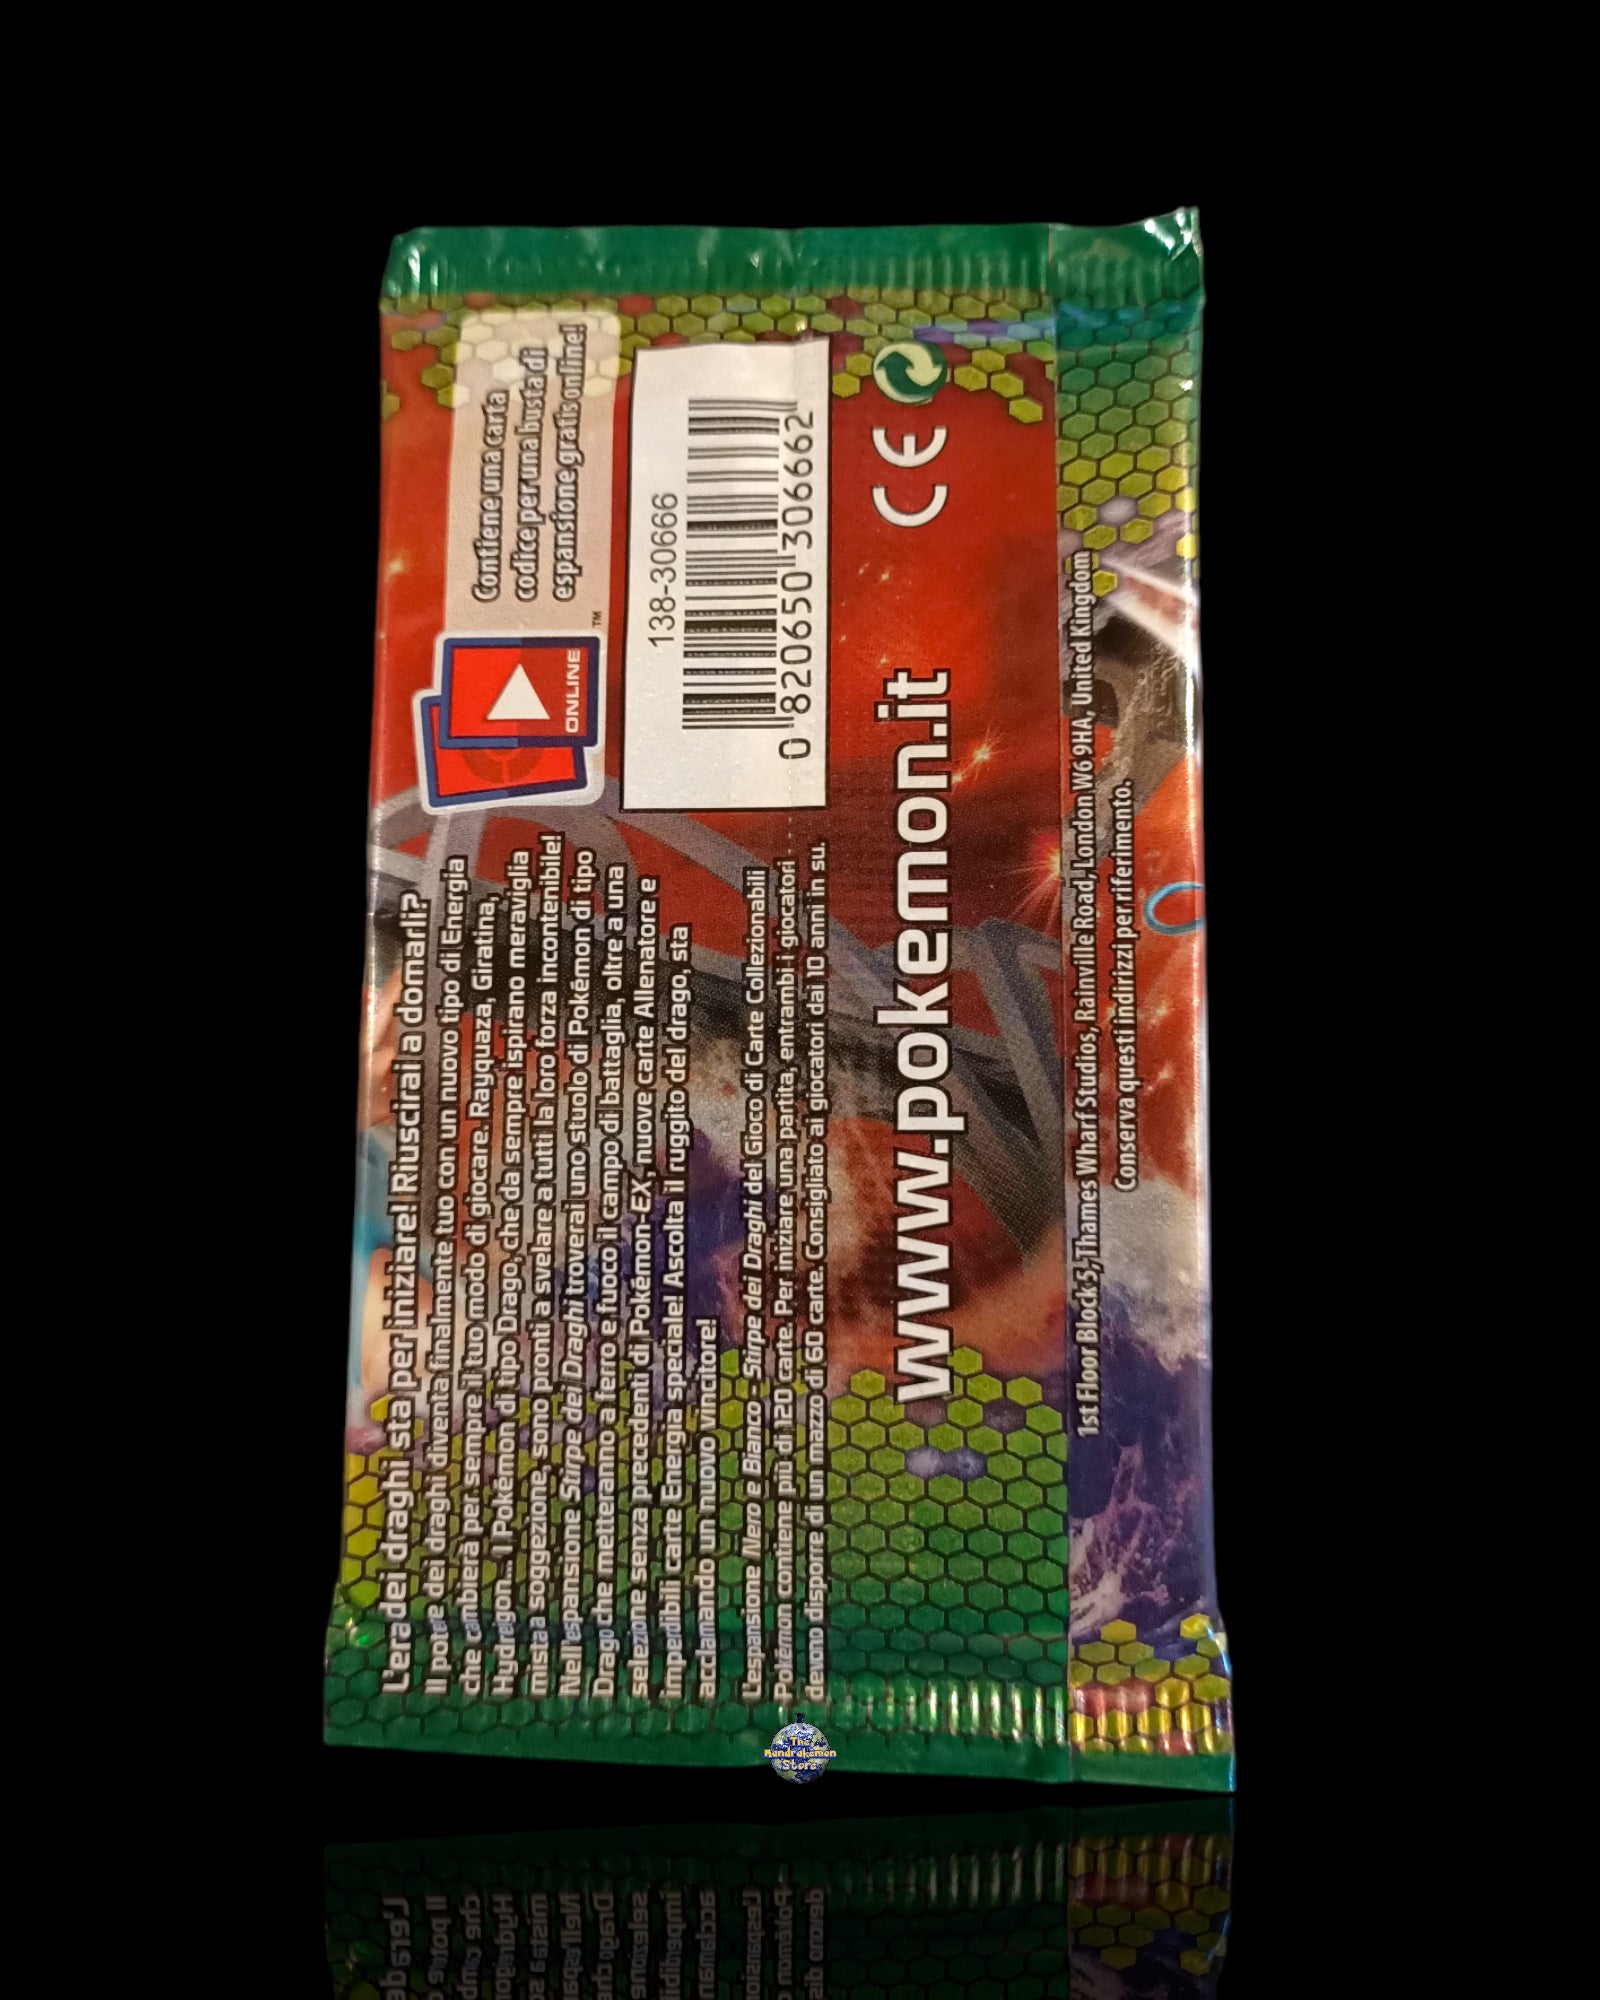 L'era dei draghi sta per iniziare! Riuscirai a domarli?
Il potere dei draghi diventa finalmente tuo con un nuovo tipo di Energia
che cambierà per sempre il tuo modo di giocare. Rayquaza, Giratina,
Hydreigon... i Pokémon di tipo Drago, che da sempre ispirano meraviglia
mista a soggezione, sono pronti a svelare a tutti la loro forza incontenibile!
Nell'espansione Stirpe dei Draghi troverai uno stuolo di Pokémon di tipo
Drago che metteranno a ferro e fuoco il campo di battaglia, oltre a una
selezione senza precedenti di Pokémon-EX, nuove carte Allenatore e
imperdibili carte Energia speciale! Ascolta il ruggito del drago, sta
acclamando un nuovo vincitore!
L'espansione Nero e Bianco - Stirpe dei Draghi del Gioco di Carte Collezionabili
Pokémon contiene più di 120 carte. Per iniziare una partita, entrambi i giocatori
devono disporre di un mazzo di 60 carte. Consigliato ai giocatori dai 10 anni in su.
ONLINE
TM
Contiene una carta
codice per una busta di
espansione gratis online!
138-30666
0 820650 306662
www.pokemon.it
CE
1st Floor Block 5, Thames Wharf Studios, Rainville Road, London W6 9HA, United Kingdom
Conserva questi indirizzi per riferimento.
The
Mandrakemon
Store